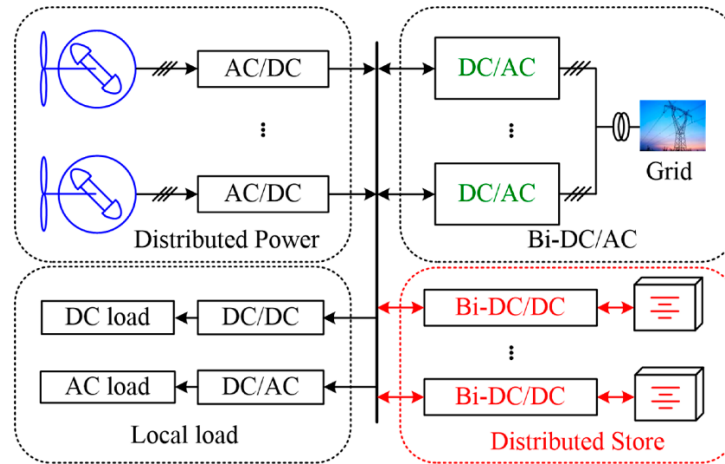 AC/DC
AC/DC
Distributed Power
DC/AC
DC/AC
Grid
Bi-DC/AC
DC load
DC/DC
AC load
DC/AC
Local load
Bi-DC/DC
Bi-DC/DC
Distributed Store